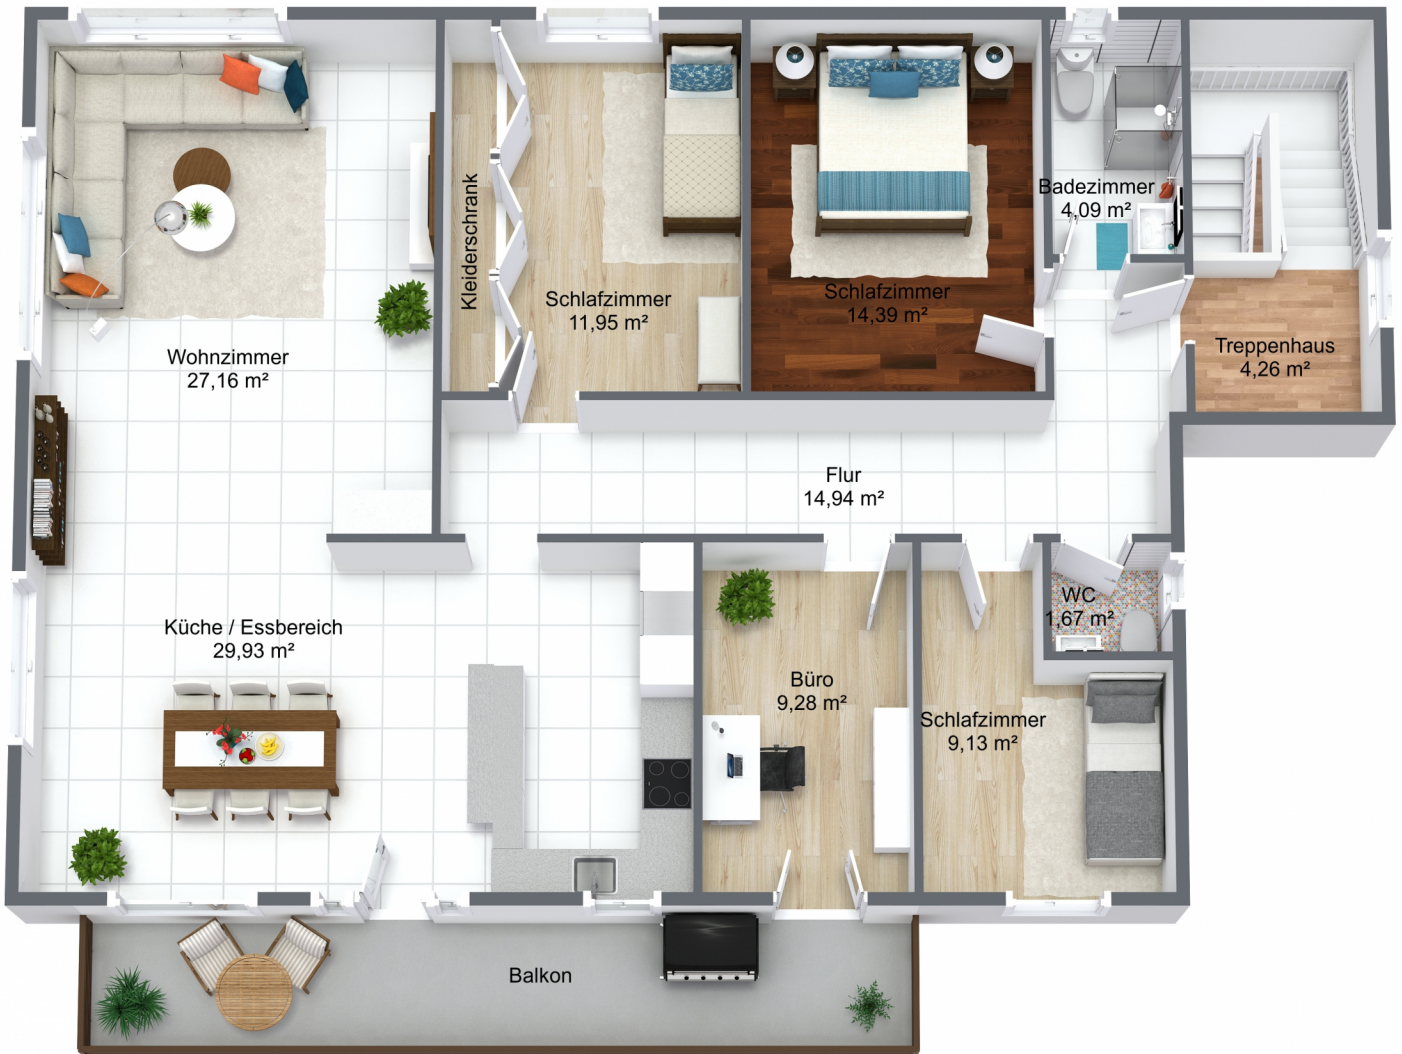 Badezimmer
4,09 m²
Kleiderschrank
Schlafzimmer
11,95 m²
Schlafzimmer
14,39 m²
Wohnzimmer
27,16 m²
Treppenhaus
4,26 m²
Flur
14,94 m²
Küche / Essbereich
29,93 m²
WC
1,67 m²
Büro
9,28 m²
Schlafzimmer
9,13 m²
Balkon